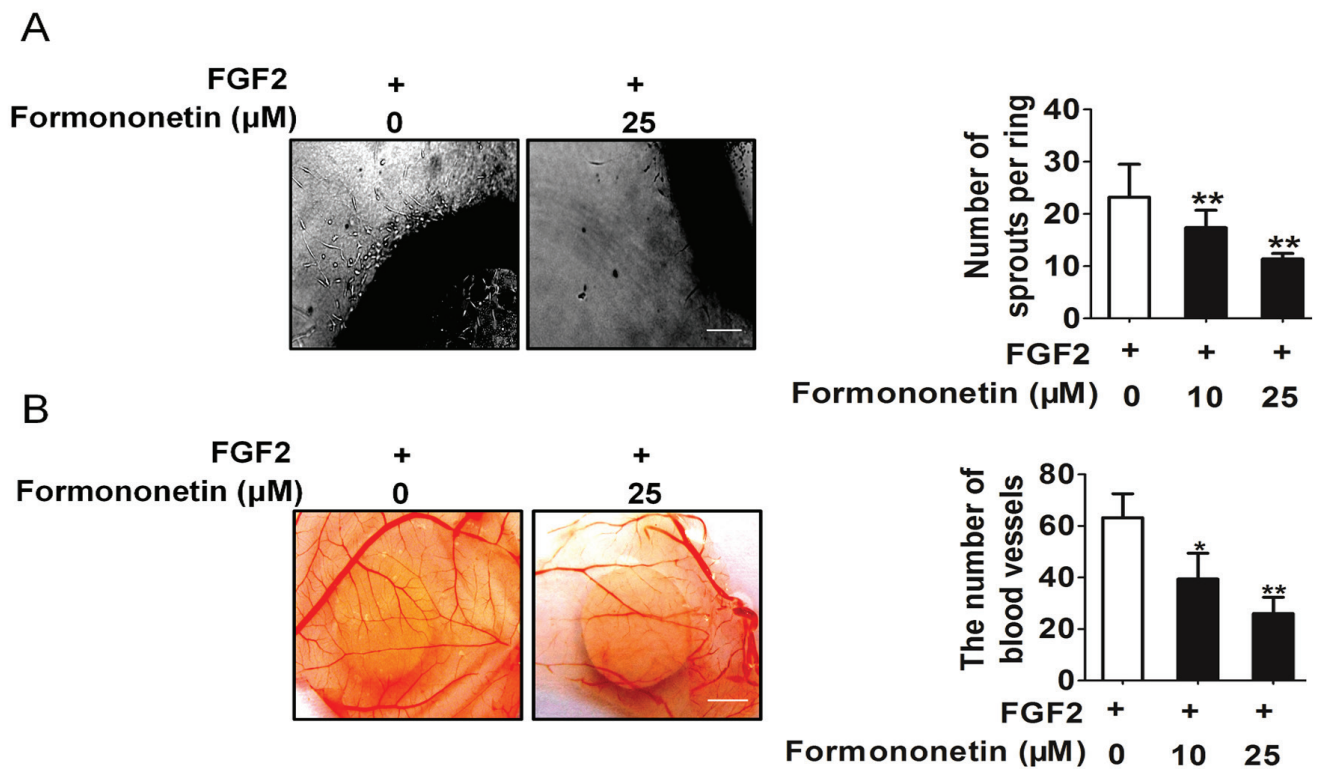 A
FGF2 + +
Formononetin (µM) 0 25
Number of
sprouts per ring
40
30
20
10
0
**
**
FGF2 + + +
Formononetin (µM) 0 10 25
B
FGF2 + +
Formononetin (µM) 0 25
The number of
blood vessels
80
60
40
20
0
*
**
FGF2 + + +
Formononetin (µM) 0 10 25